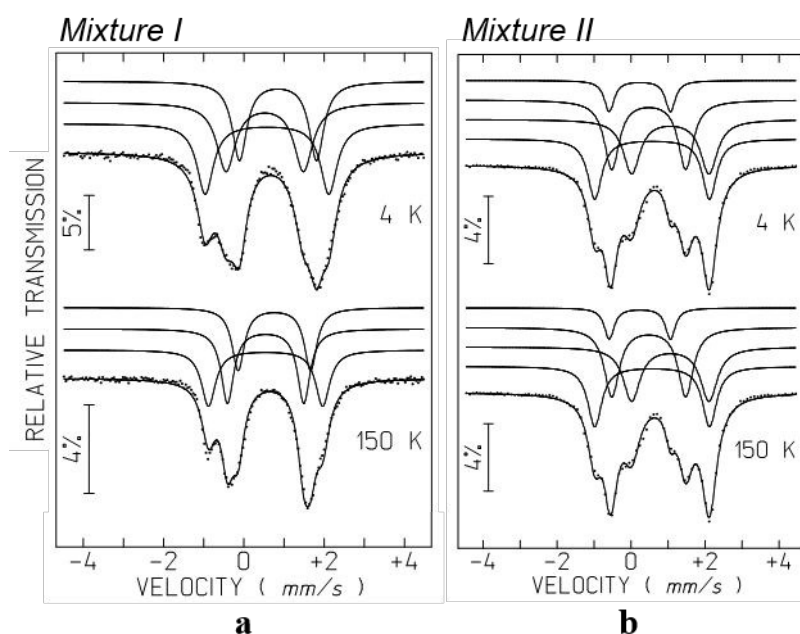 Mixture I
Mixture II
RELATIVE TRANSMISSION
5%
4 K
4%
150 K
4%
4 K
4%
150 K
-4 -2 0 +2 +4
VELOCITY ( mm/s )
-4 -2 0 +2 +4
VELOCITY ( mm/s )
a
b